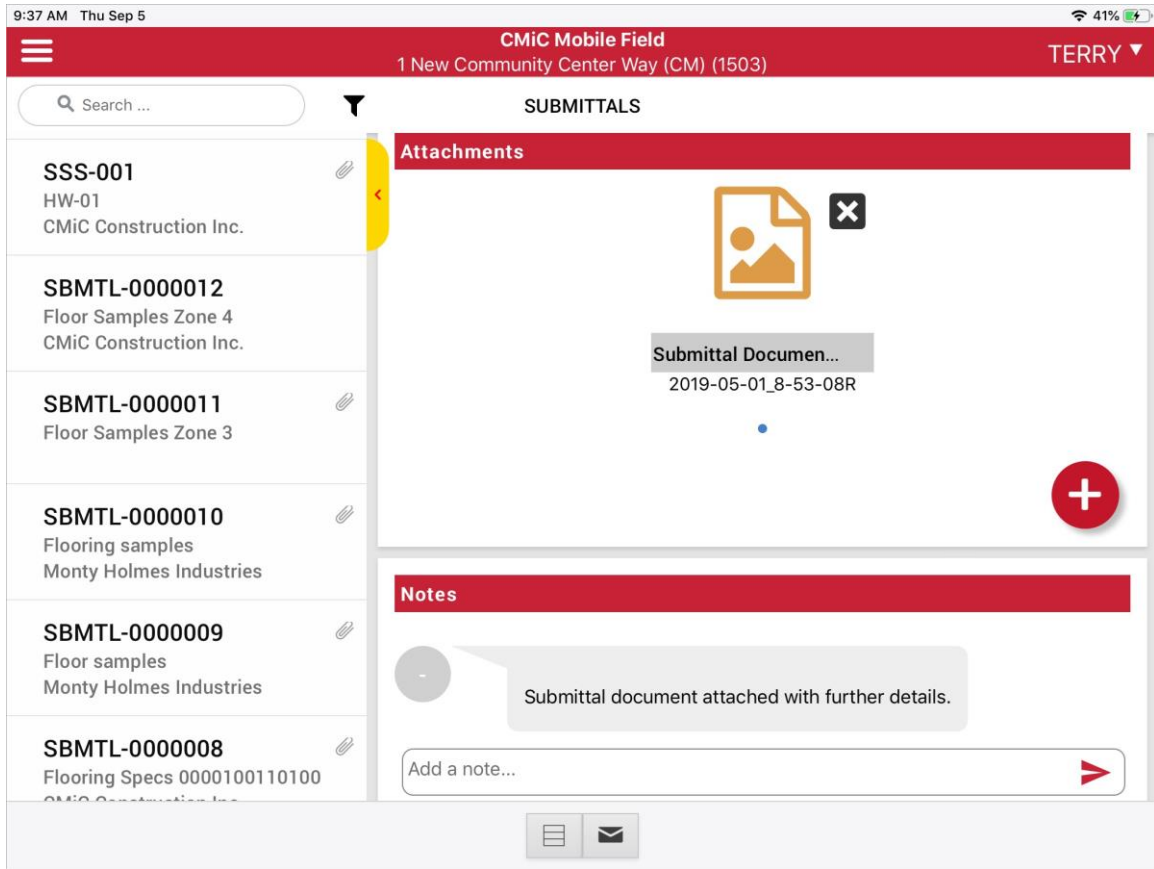 9:37 AM Thu Sep 5
41%
CMiC Mobile Field
1 New Community Center Way (CM) (1503)
TERRY
Search ...
SUBMITTALS
SSS-001
HW-01
CMiC Construction Inc.
SBMTL-0000012
Floor Samples Zone 4
CMiC Construction Inc.
SBMTL-0000011
Floor Samples Zone 3
SBMTL-0000010
Flooring samples
Monty Holmes Industries
SBMTL-0000009
Floor samples
Monty Holmes Industries
SBMTL-0000008
Flooring Specs 0000100110100
CMiC Construction Inc.
Attachments
Submittal Documen...
2019-05-01_8-53-08R
Notes
-
Submittal document attached with further details.
Add a note...